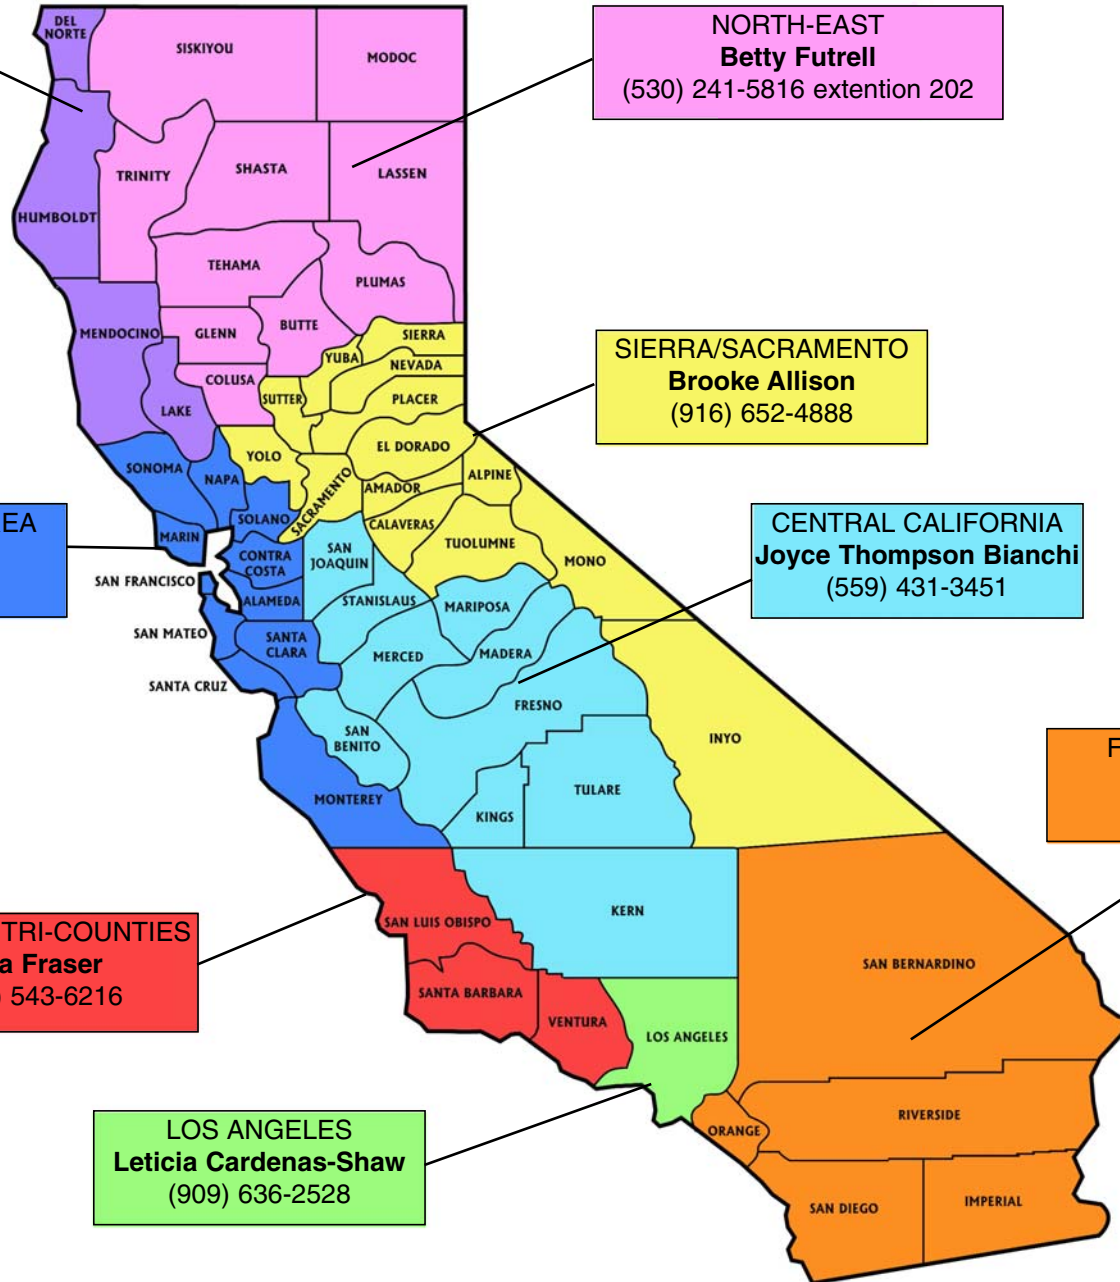 DEL
NORTE
SISKIYOU
MODOC
NORTH-EAST
Betty Futrell
(530) 241-5816 extention 202
TRINITY
SHASTA
LASSEN
HUMBOLDT
TEHAMA
PLUMAS
MENDOCINO
GLENN
BUTTE
SIERRA
YUBA
NEVADA
COLUSA
SUTTER
PLACER
LAKE
SIERRA/SACRAMENTO
Brooke Allison
(916) 652-4888
EL DORADO
YOLO
SONOMA
NAPA
SACRAMENTO
AMADOR
ALPINE
SOLANO
CALAVERAS
MARIN
TUOLUMNE
MONO
EA
CONTRA
COSTA
SAN
JOAQUIN
CENTRAL CALIFORNIA
Joyce Thompson Bianchi
(559) 431-3451
SAN FRANCISCO
ALAMEDA
STANISLAUS
MARIPOSA
SAN MATEO
SANTA
CLARA
MERCED
MADERA
SANTA CRUZ
FRESNO
SAN
BENITO
INYO
F
MONTEREY
KINGS
TULARE
TRI-COUNTIES
a Fraser
) 543-6216
SAN LUIS OBISPO
KERN
SAN BERNARDINO
SANTA BARBARA
VENTURA
LOS ANGELES
LOS ANGELES
Leticia Cardenas-Shaw
(909) 636-2528
ORANGE
RIVERSIDE
SAN DIEGO
IMPERIAL